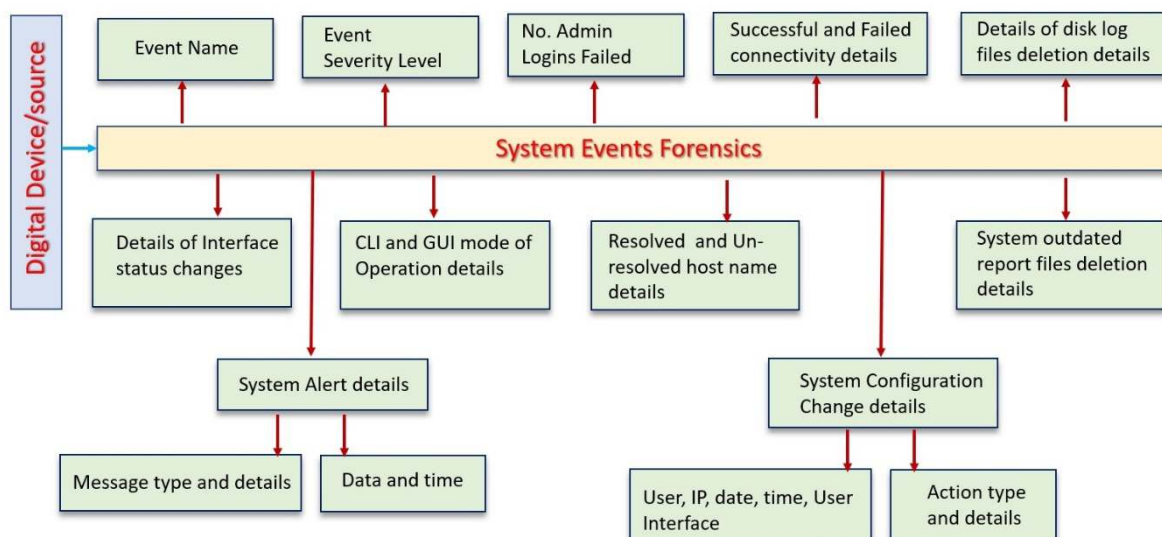 Digital Device/source
Event Name
Event
Severity Level
No. Admin
Logins Failed
Successful and Failed
connectivity details
Details of disk log
files deletion details
System Events Forensics
Details of Interface
status changes
CLI and GUI mode of
Operation details
Resolved and Un-
resolved host name
details
System outdated
report files deletion
details
System Alert details
System Configuration
Change details
Message type and details
Data and time
User, IP, date, time, User
Interface
Action type
and details